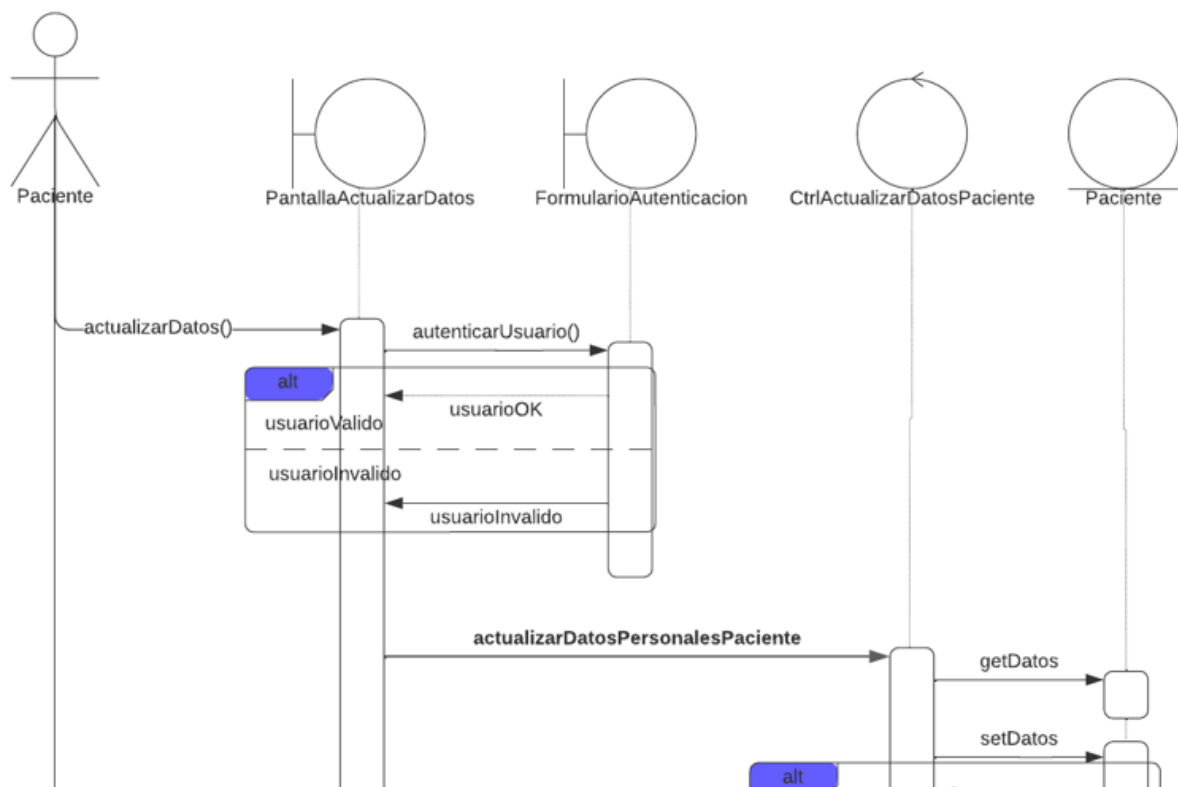 Paciente
PantallaActualizarDatos
FormularioAutenticacion
CtrlActualizarDatosPaciente
Paciente
actualizarDatos()
autenticarUsuario()
alt
usuarioOK
usuarioValido
usuarioInvalido
usuarioInvalido
actualizarDatosPersonalesPaciente
getDatos
setDatos
alt